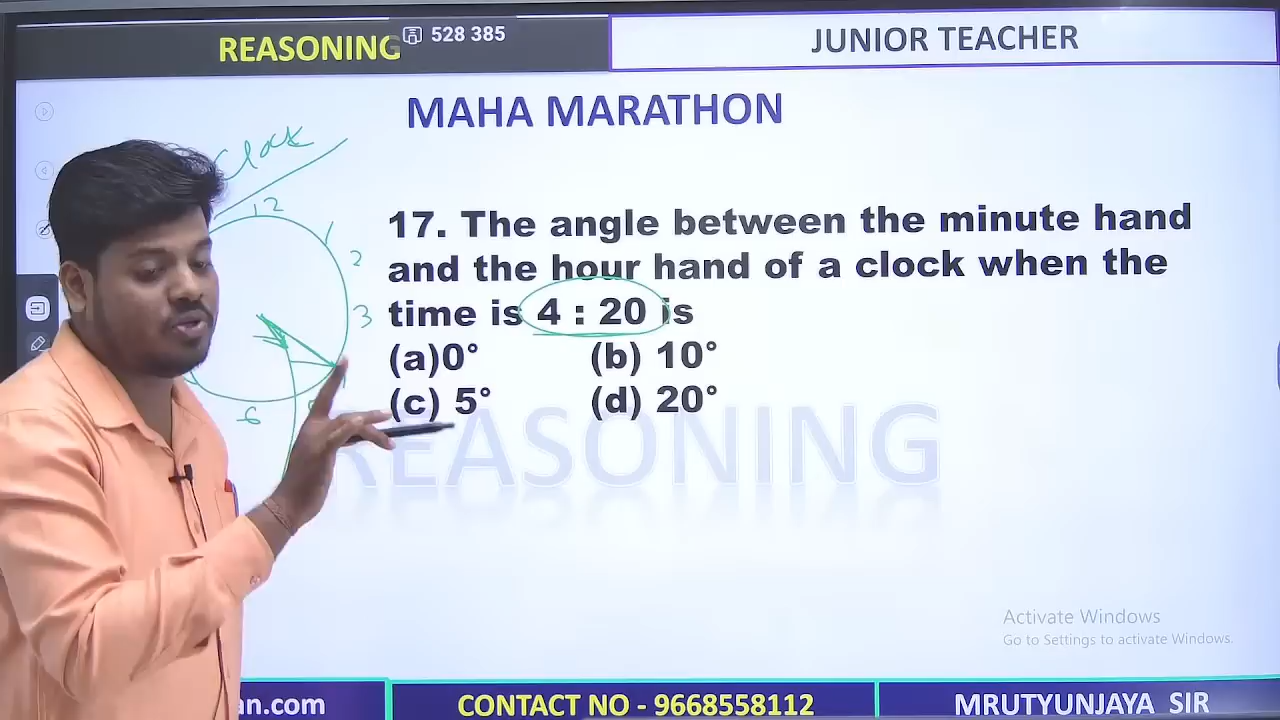 REASONING
528 385
JUNIOR TEACHER
MAHA MARATHON
Clock
12
1
2
3
6
17. The angle between the minute hand
and the hour hand of a clock when the
time is 4 : 20 is
(a)0° (b) 10°
(c) 5° (d) 20°
REASONING
Activate Windows
Go to Settings to activate Windows.
an.com
CONTACT NO - 9668558112
MRUTYUNJAYA SIR